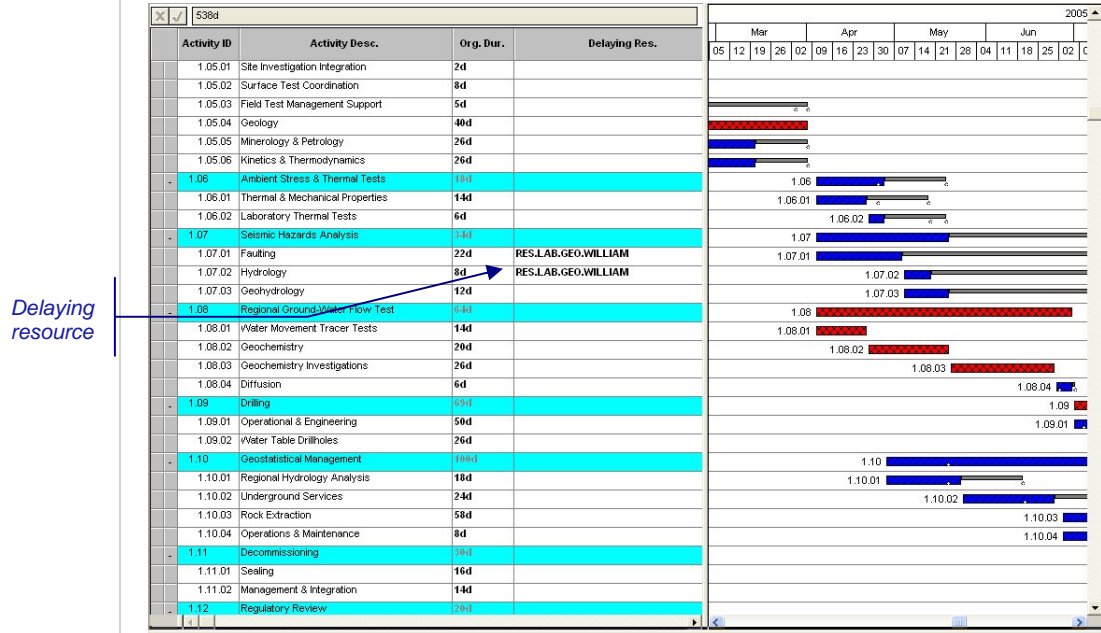 538d
2005
Mar Apr May Jun
Activity ID Activity Desc. Org. Dur. Delaying Res.
05 12 19 26 02 09 16 23 30 07 14 21 28 04 11 18 25 02
1.05.01 Site Investigation Integration 2d
1.05.02 Surface Test Coordination 8d
1.05.03 Field Test Management Support 5d
1.05.04 Geology 40d
1.05.05 Minerology & Petrology 26d
1.05.06 Kinetics & Thermodynamics 26d
- 1.06 Ambient Stress & Thermal Tests 18d 1.06
1.06.01 Thermal & Mechanical Properties 14d 1.06.01
1.06.02 Laboratory Thermal Tests 6d 1.06.02
- 1.07 Seismic Hazards Analysis 34d 1.07
1.07.01 Faulting 22d RES.LAB.GEO.WILLIAM 1.07.01
1.07.02 Hydrology 8d RES.LAB.GEO.WILLIAM 1.07.02
1.07.03 Geohydrology 12d 1.07.03
Delaying
resource
- 1.08 Regional Ground-Water Flow Test 64d 1.08
1.08.01 Water Movement Tracer Tests 14d 1.08.01
1.08.02 Geochemistry 20d 1.08.02
1.08.03 Geochemistry Investigations 26d 1.08.03
1.08.04 Diffusion 6d 1.08.04
- 1.09 Drilling 69d 1.09
1.09.01 Operational & Engineering 50d 1.09.01
1.09.02 Water Table Drillholes 26d
- 1.10 Geostatistical Management 100d 1.10
1.10.01 Regional Hydrology Analysis 18d 1.10.01
1.10.02 Underground Services 24d 1.10.02
1.10.03 Rock Extraction 58d 1.10.03
1.10.04 Operations & Maintenance 8d 1.10.04
- 1.11 Decommissioning 30d
1.11.01 Sealing 16d
1.11.02 Management & Integration 14d
- 1.12 Regulatory Review 20d